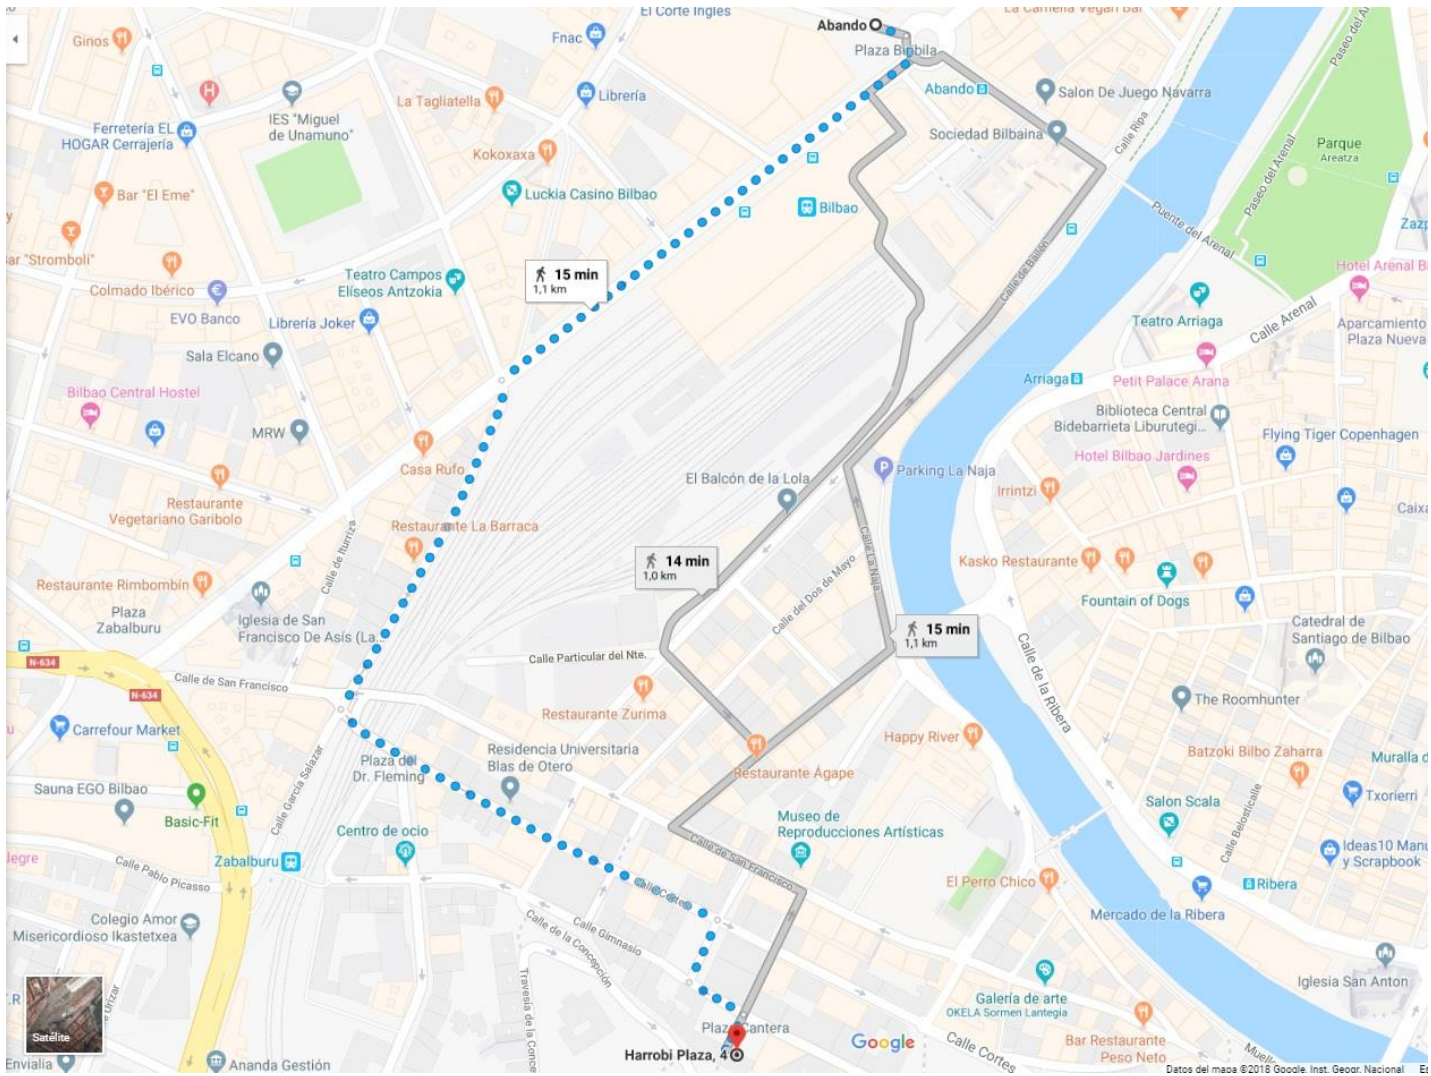 El Corte Inglés
Abando
La Camelia Vegan Bar
Ginos
Fnac
Plaza Biribila
Paseo del Arenal
H
La Tagliatella
Librería
Abando
Salon De Juego Navarra
IES "Miguel
de Unamuno"
Ferretería EL
HOGAR Cerrajería
Sociedad Bilbaina
Calle Ripa
Parque
Areatza
Kokoxaxa
Bar "El Eme"
Luckia Casino Bilbao
Bilbao
Paseo del Arenal
Puente del Arenal
Bar "Stromboli"
Teatro Campos
Elíseos Antzokia
15 min
1,1 km
Calle de Bailén
Hotel Arenal
Colmado Ibérico
EVO Banco
Librería Joker
Teatro Arriaga
Calle Arenal
Aparcamiento
Plaza Nueva
Sala Elcano
Bilbao Central Hostel
Arriaga
Petit Palace Arana
Biblioteca Central
Bidebarrieta Liburutegi...
MRW
Casa Rufo
Flying Tiger Copenhagen
Hotel Bilbao Jardines
El Balcón de la Lola
P
Parking La Naja
Irrintzi
Restaurante
Vegetariano Garibolo
Restaurante La Barraca
Calle de Iturriza
Calle La Naja
Kasko Restaurante
14 min
1,0 km
Restaurante Rimbombín
Calle del Dos de Mayo
Fountain of Dogs
Plaza
Zabalburu
Iglesia de San
Francisco De Asís (La...
15 min
1,1 km
Catedral de
Santiago de Bilbao
N-634
Calle Particular del Nte.
Calle de la Ribera
Calle de San Francisco
N-634
The Roomhunter
Carrefour Market
Restaurante Zurima
Happy River
Residencia Universitaria
Blas de Otero
Plaza del
Dr. Fleming
Batzoki Bilbo Zaharra
Restaurante Ágape
Calle García Salazar
Sauna EGO Bilbao
Txorierri
Basic-Fit
Salon Scala
Calle Belosticalle
Museo de
Reproducciones Artísticas
Centro de ocio
Calle de San Francisco
Zabalburu
Calle Pablo Picasso
El Perro Chico
Ribera
Calle Cortes
Mercado de la Ribera
Colegio Amor
Misericordioso Ikastetxea
Calle Gimnasio
Calle de la Concepción
Iglesia San Anton
Galería de arte
OKELA Sormen Lantegia
Satélite
Plaza Cantera
Google
Harrobi Plaza, 4
Calle Cortes
Bar Restaurante
Peso Neto
Ananda Gestión
Datos del mapa ©2018 Google, Inst. Geogr. Nacional